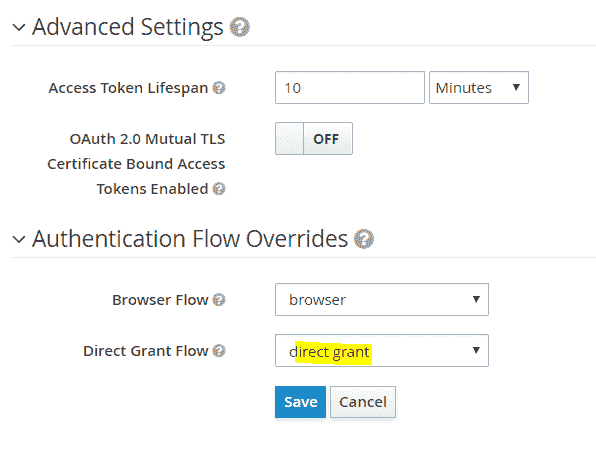 Advanced Settings
Access Token Lifespan 10 Minutes
OAuth 2.0 Mutual TLS OFF
Certificate Bound Access
Tokens Enabled
Authentication Flow Overrides
Browser Flow browser
Direct Grant Flow direct grant
Save Cancel